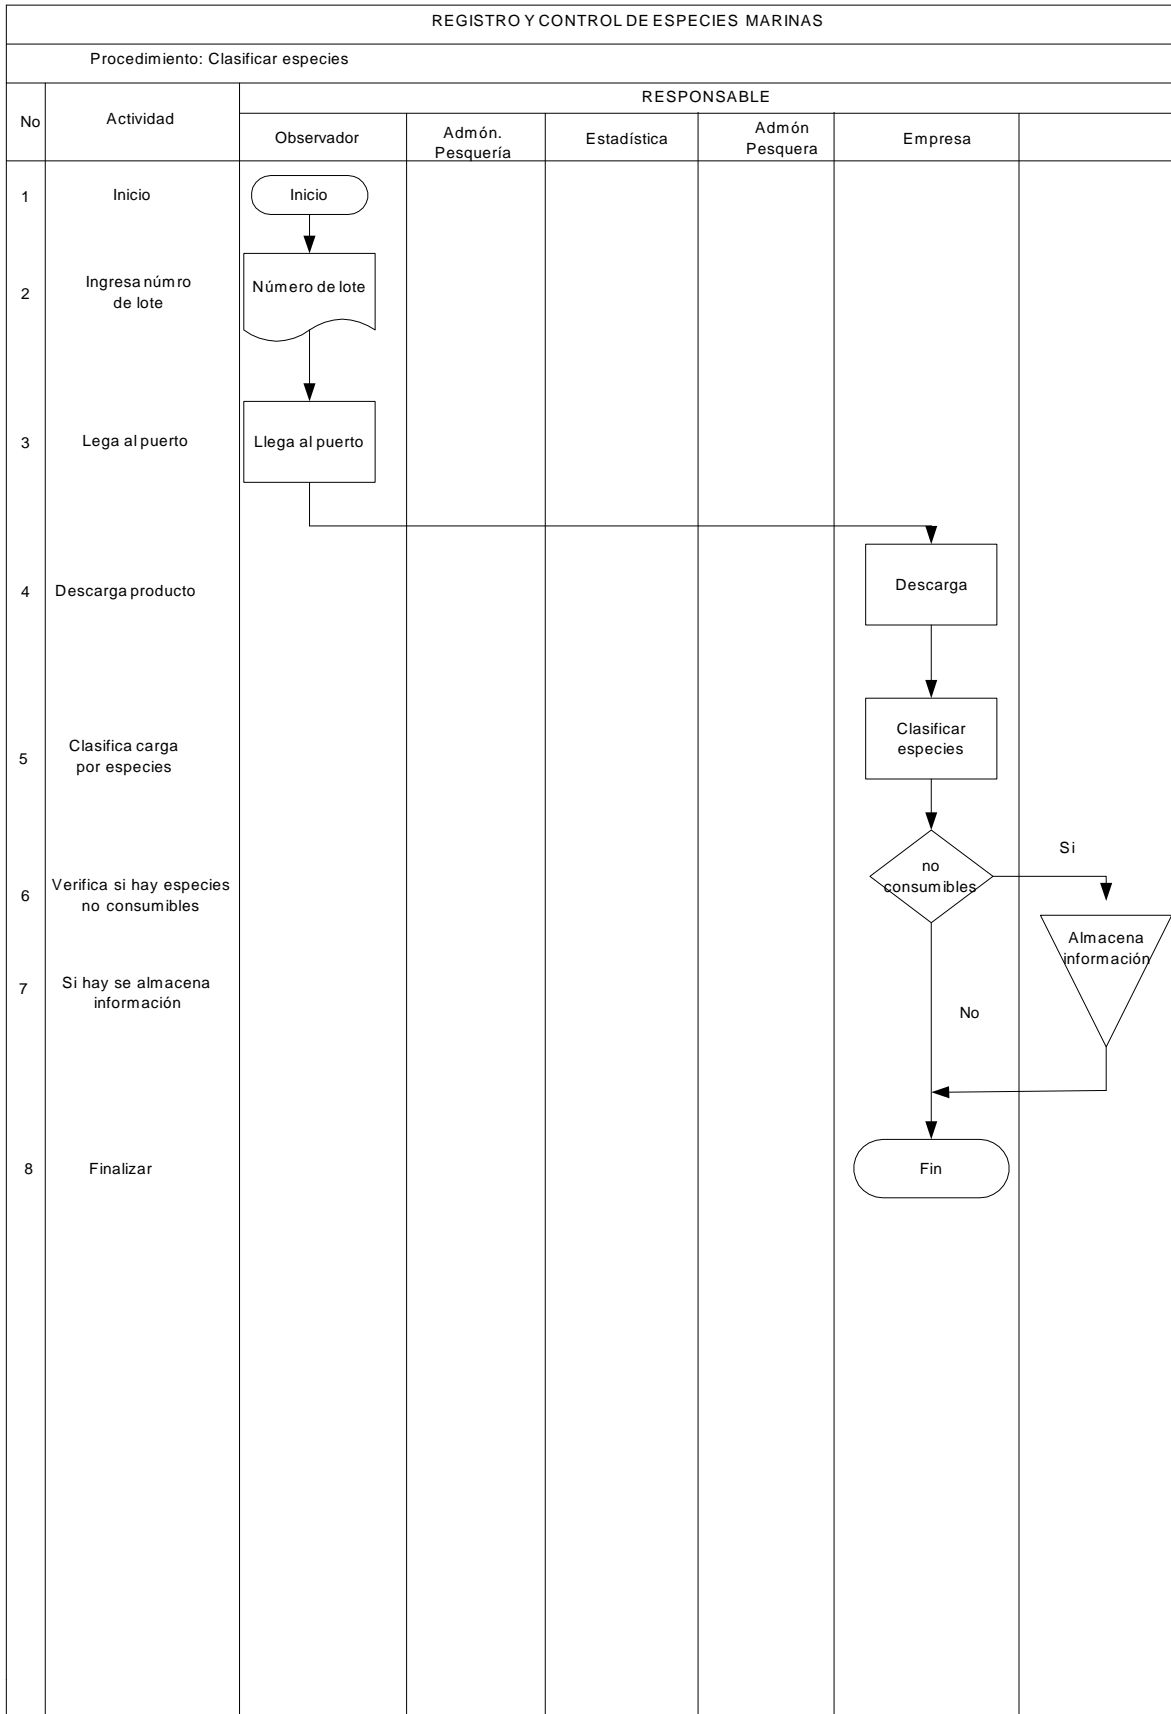 REGISTRO Y CONTROL DE ESPECIES MARINAS
Procedimiento: Clasificar especies
No
Actividad
RESPONSABLE
Observador
Admón.
Pesquería
Estadística
Admón
Pesquera
Empresa
1
Inicio
Inicio
2
Ingresa númro
de lote
Número de lote
3
Lega al puerto
Llega al puerto
4
Descarga producto
Descarga
5
Clasifica carga
por especies
Clasificar
especies
6
Verifica si hay especies
no consumibles
no
consumibles
Si
Almacena
información
7
Si hay se almacena
información
No
8
Finalizar
Fin